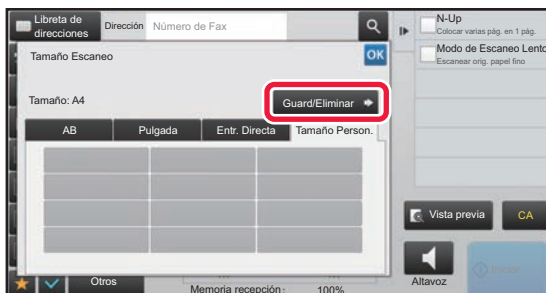 Libreta de direcciones
Dirección
Número de Fax
Tamaño Escaneo
OK
Tamaño: A4
Guard/Eliminar
AB
Pulgada
Entr. Directa
Tamaño Person.
N-Up
Colocar varias pág. en 1 pág.
Modo de Escaneo Lento
Escanear orig. papel fino
Vista previa
CA
Altavoz
Iniciar
Otros
Memoria recepción:
100%